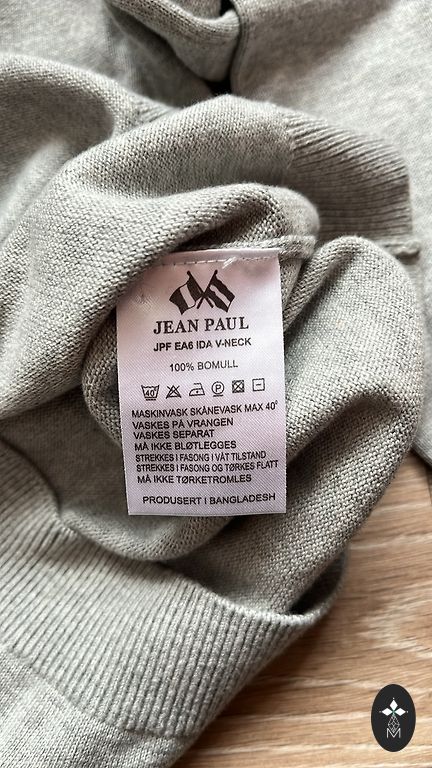 JEAN PAUL
JPF EA6 IDA V-NECK
100% BOMULL
40
MASKINVASK SKÅNEVASK MAX 40°
VASKES PÅ VRANGEN
VASKES SEPARAT
MÅ IKKE BLØTLEGGES
STREKKES I FASONG I VÅT TILSTAND
STREKKES I FASONG OG TØRKES FLATT
MÅ IKKE TØRKETROMLES
PRODUSERT I BANGLADESH
M